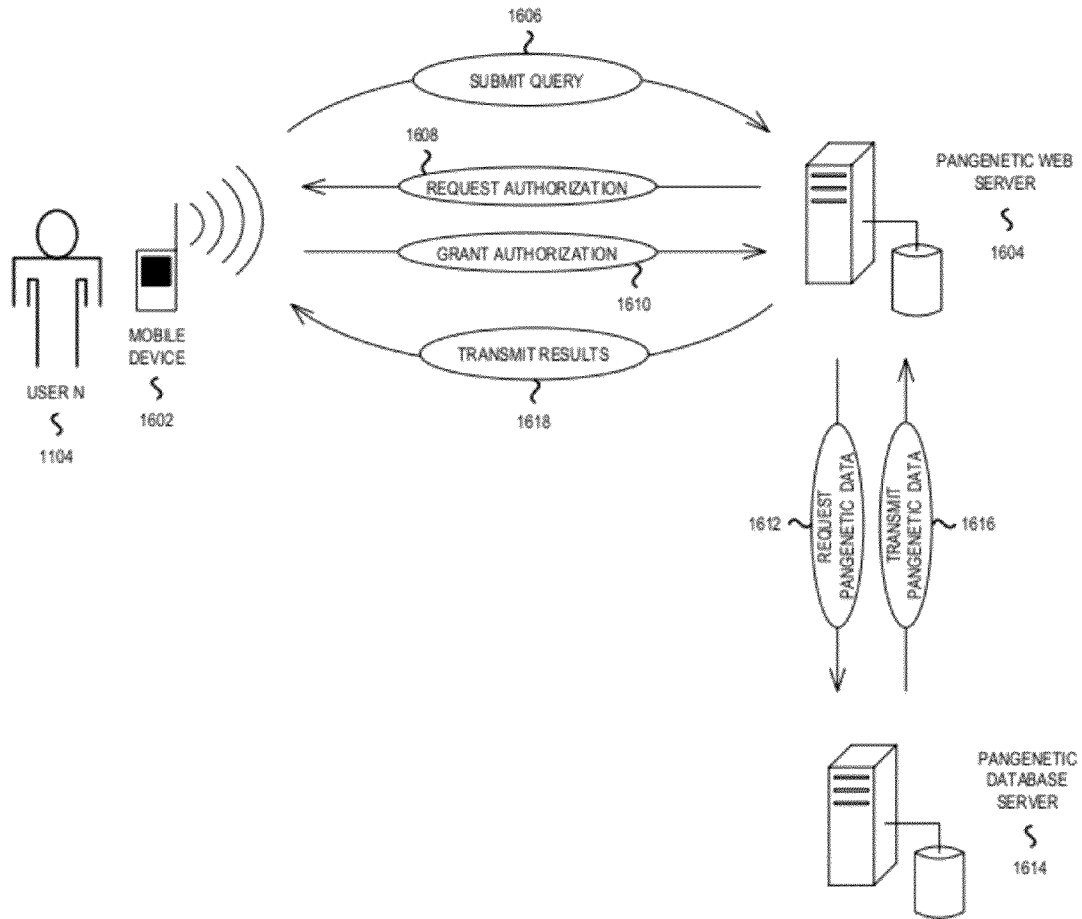 1606
SUBMIT QUERY
1608
REQUEST AUTHORIZATION
PANGENETIC WEB
SERVER
1604
GRANT AUTHORIZATION
1610
MOBILE
DEVICE
1602
TRANSMIT RESULTS
1618
USER N
1104
1612
REQUEST
PANGENETIC DATA
TRANSMIT
PANGENETIC DATA
1616
PANGENETIC
DATABASE
SERVER
1614